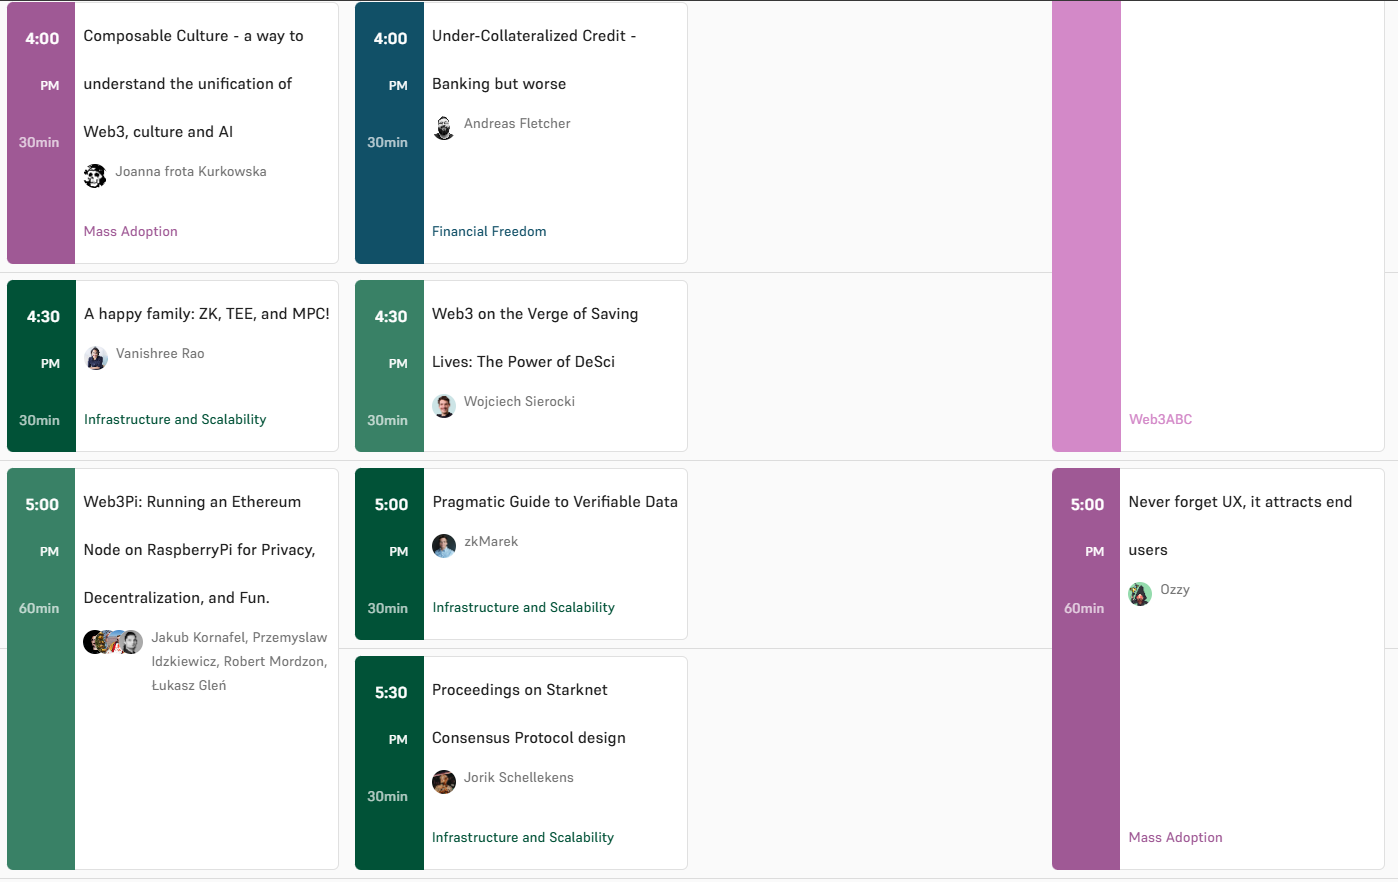 4:00
PM
30min
Composable Culture - a way to
understand the unification of
Web3, culture and AI
Joanna frota Kurkowska
Mass Adoption
4:00
PM
30min
Under-Collateralized Credit -
Banking but worse
Andreas Fletcher
Financial Freedom
4:30
PM
30min
A happy family: ZK, TEE, and MPC!
Vanishree Rao
Infrastructure and Scalability
4:30
PM
30min
Web3 on the Verge of Saving
Lives: The Power of DeSci
Wojciech Sierocki
Web3ABC
5:00
PM
60min
Web3Pi: Running an Ethereum
Node on RaspberryPi for Privacy,
Decentralization, and Fun.
Jakub Kornafel, Przemyslaw
Idzkiewicz, Robert Mordzon,
Łukasz Gleń
5:00
PM
30min
Pragmatic Guide to Verifiable Data
zkMarek
Infrastructure and Scalability
5:00
PM
60min
Never forget UX, it attracts end
users
Ozzy
Mass Adoption
5:30
PM
30min
Proceedings on Starknet
Consensus Protocol design
Jorik Schellekens
Infrastructure and Scalability